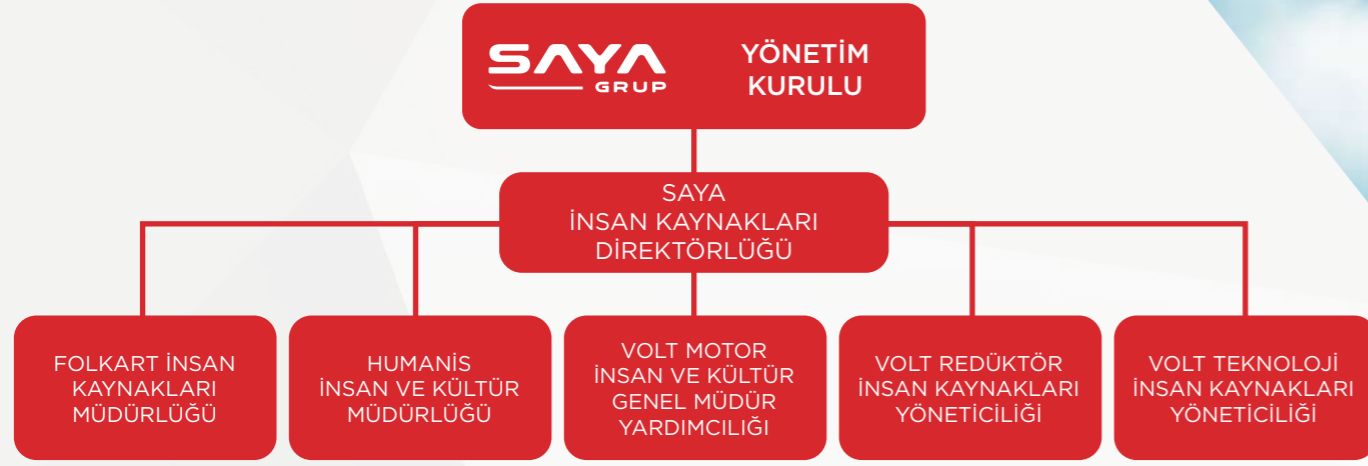 SAYA
GRUP
YÖNETİM
KURULU
SAYA
İNSAN KAYNAKLARI
DİREKTÖRLÜĞÜ
FOLKART İNSAN
KAYNAKLARI
MÜDÜRLÜĞÜ
HUMANİS
İNSAN VE KÜLTÜR
MÜDÜRLÜĞÜ
VOLT MOTOR
İNSAN VE KÜLTÜR
GENEL MÜDÜR
YARDIMCILIĞI
VOLT REDÜKTÖR
İNSAN KAYNAKLARI
YÖNETİCİLİĞİ
VOLT TEKNOLOJİ
İNSAN KAYNAKLARI
YÖNETİCİLİĞİ